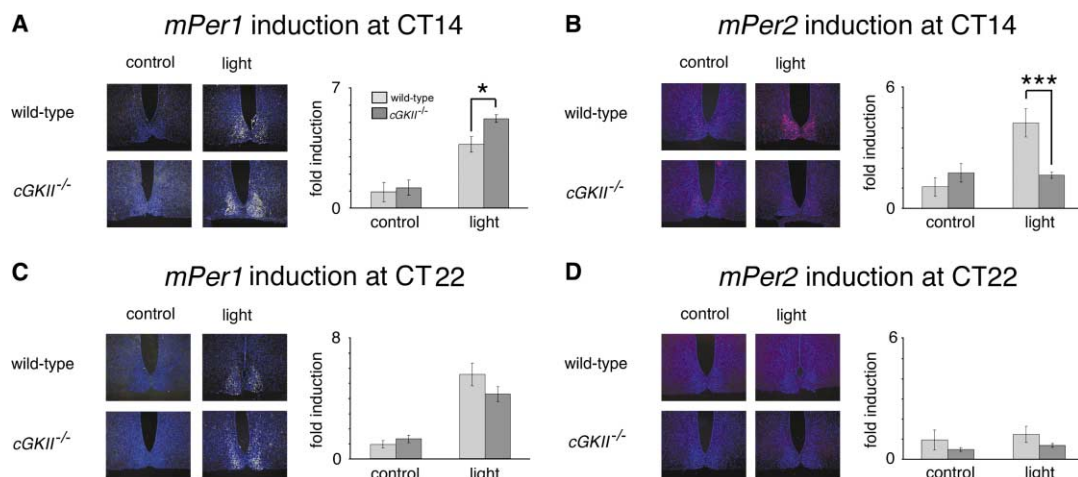 A
mPer1 induction at CT14
control light
wild-type
cGKII-/-
fold induction
7
0
wild-type
cGKII-/-
*
control light
B
mPer2 induction at CT14
control light
wild-type
cGKII-/-
fold induction
6
0
***
control light
C
mPer1 induction at CT22
control light
wild-type
cGKII-/-
fold induction
8
0
control light
D
mPer2 induction at CT22
control light
wild-type
cGKII-/-
fold induction
6
0
control light